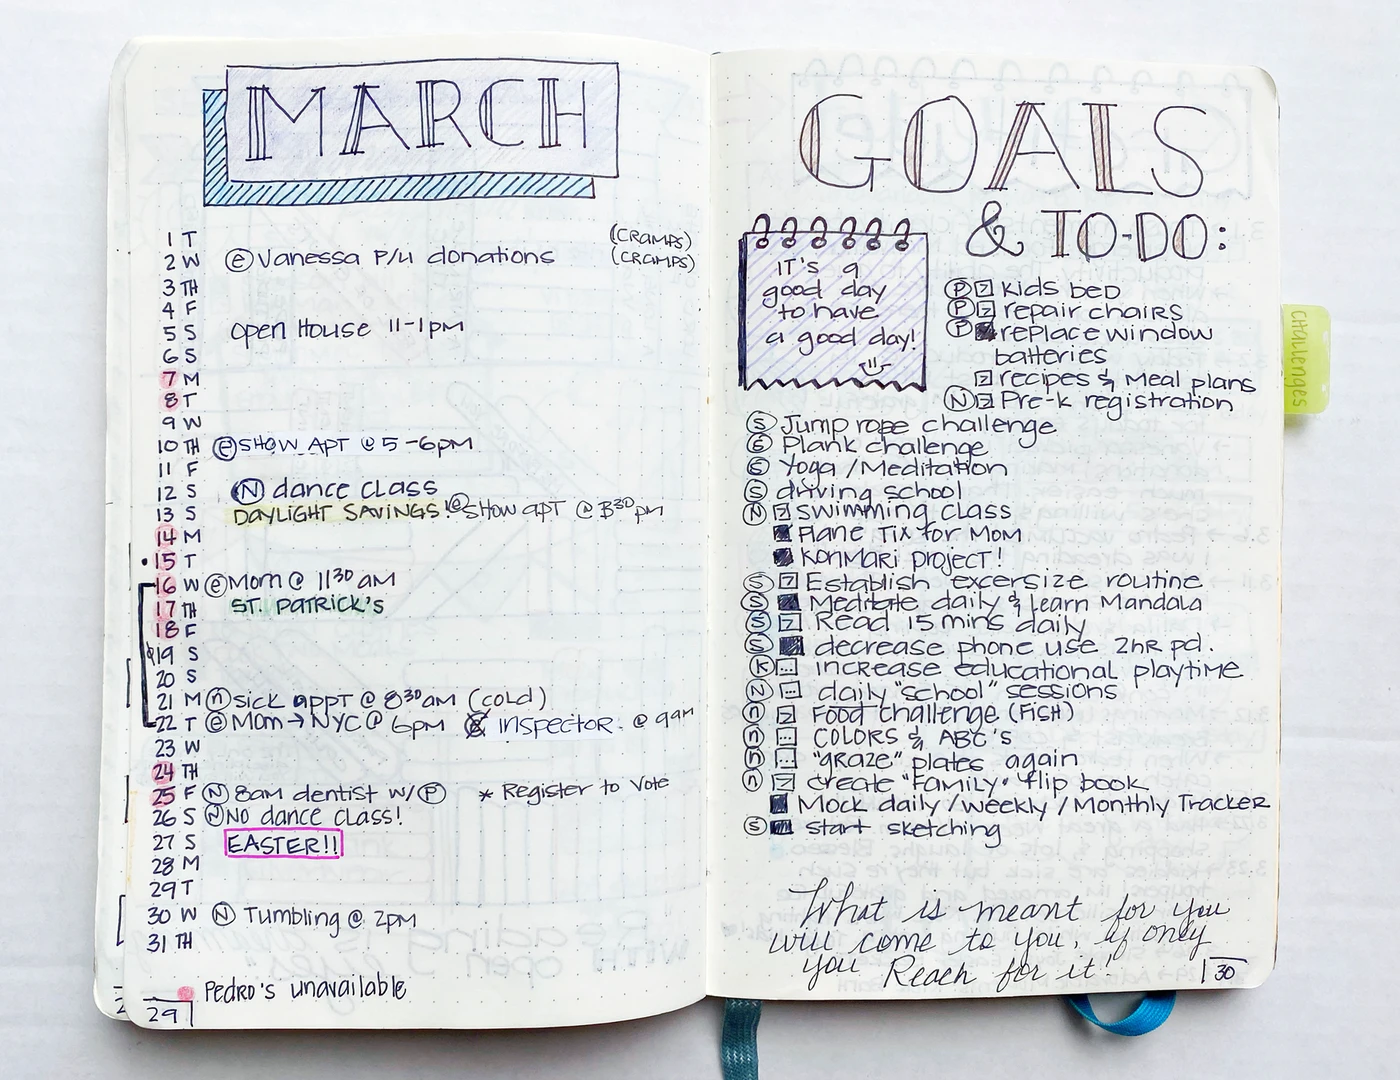 MARCH
1 T (CRAMPS)
2 W e Vanessa P/u donations (CRAMPS)
3 TH
4 F
5 S open House 11-1pm
6 S
7 M
8 T
9 W
10 TH e SHOW APT @ 5-6pm
11 F
12 S N dance class
13 S DAYLIGHT SAVINGS! e SHOW apT @ 3:30 pm
14 M
15 T
16 W e Mom @ 11:30 AM
17 TH ST. PATRICK'S
18 F
19 S
20 S
21 M n sick appT @ 8:30am (cold)
22 T e Mom → NYC @ 6pm INSPECTOR @ 9AM
23 W
24 TH
25 F N 8am dentist w/ P * Register to Vote
26 S N NO dance class!
27 S EASTER!!
28 M
29 T
30 W N Tumbling @ 2PM
31 TH
Pedro's unavailable
29
GOALS
& TO-DO:
IT's a
good day
to have
a good day!
P kids bed
P repair chairs
P replace window
batteries
recipes & Meal plans
N Pre-k registration
S Jump rope challenge
S Plank challenge
S Yoga / Meditation
S driving school
N swimming class
Plane Tix for Mom
KonMari project!
S Establish excersize routine
S Meditate daily & learn Mandala
S Read 15 mins daily
S decrease phone use 2hr pd.
K increase educational playtime
N daily "school" sessions
n Food challenge (FISH)
n COLORS & ABC's
n "graze" plates again
n create "Family" flip book
Mock daily / weekly / Monthly Tracker
S start sketching
What is meant for you
will come to you, if only
you Reach for it!
30
challenges